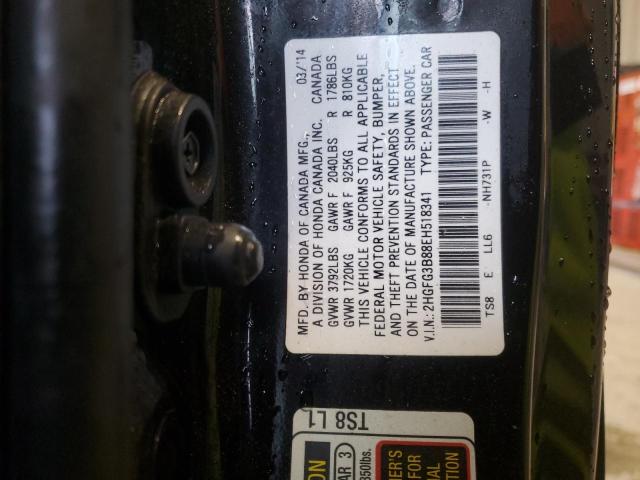 MFD. BY HONDA OF CANADA MFG., 03/'14
A DIVISION OF HONDA CANADA INC. CANADA
GVWR 3792LBS GAWR F 2040LBS R 1786LBS
GVWR 1720KG GAWR F 925KG R 810KG
THIS VEHICLE CONFORMS TO ALL APPLICABLE
FEDERAL MOTOR VEHICLE SAFETY, BUMPER,
AND THEFT PREVENTION STANDARDS IN EFFECT
ON THE DATE OF MANUFACTURE SHOWN ABOVE.
V.I.N.: 2HGFG3B88EH518341 TYPE: PASSENGER CAR
TS8 E LL6 -NH731P -W -H
TS8 L1
AR 3
850lbs.